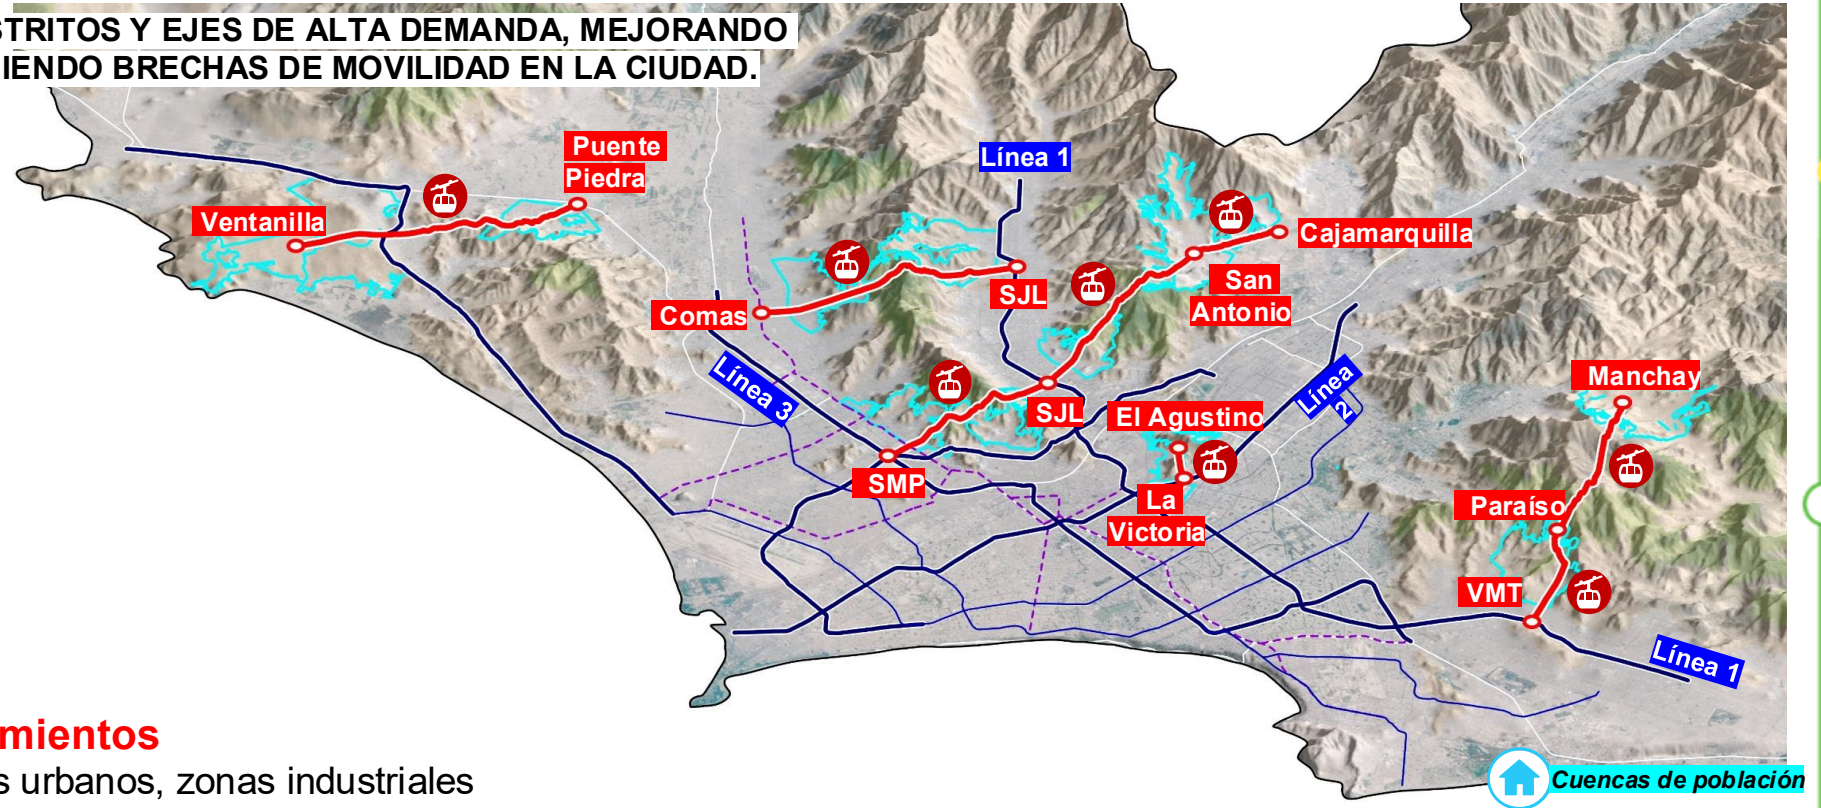 STRITOS Y EJES DE ALTA DEMANDA, MEJORANDO
IENDO BRECHAS DE MOVILIDAD EN LA CIUDAD.
Puente
Piedra
Línea 1
Ventanilla
Cajamarquilla
SJL
San
Antonio
Comas
Línea 3
Línea
2
Manchay
SJL
El Agustino
SMP
La
Victoria
Paraíso
VMT
Línea 1
mientos
s urbanos, zonas industriales
Cuencas de población